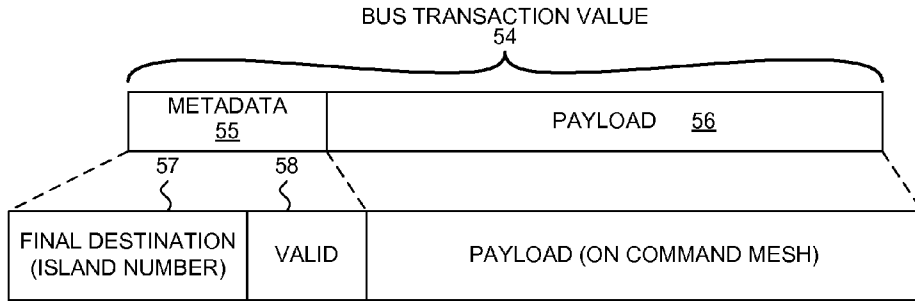 BUS TRANSACTION VALUE
54
METADATA
55
PAYLOAD 56
57 58
FINAL DESTINATION
(ISLAND NUMBER)
VALID
PAYLOAD (ON COMMAND MESH)